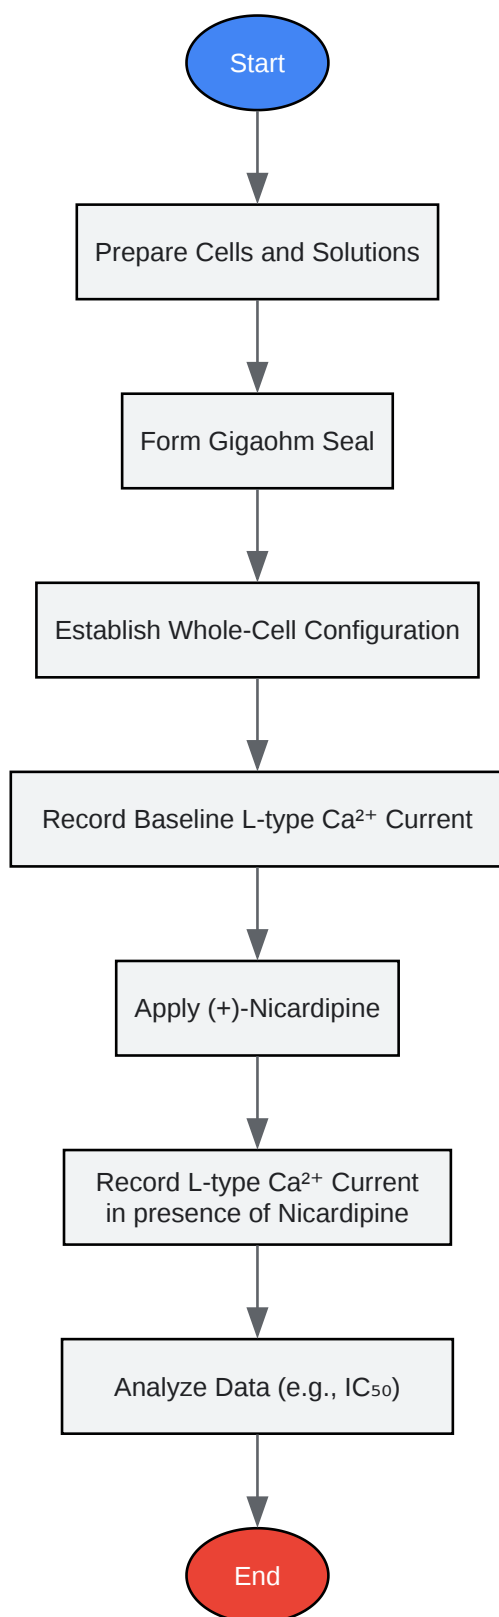 Start
Prepare Cells and Solutions
Form Gigaohm Seal
Establish Whole-Cell Configuration
Record Baseline L-type Ca²⁺ Current
Apply (+)-Nicardipine
Record L-type Ca²⁺ Current
in presence of Nicardipine
Analyze Data (e.g., IC₅₀)
End